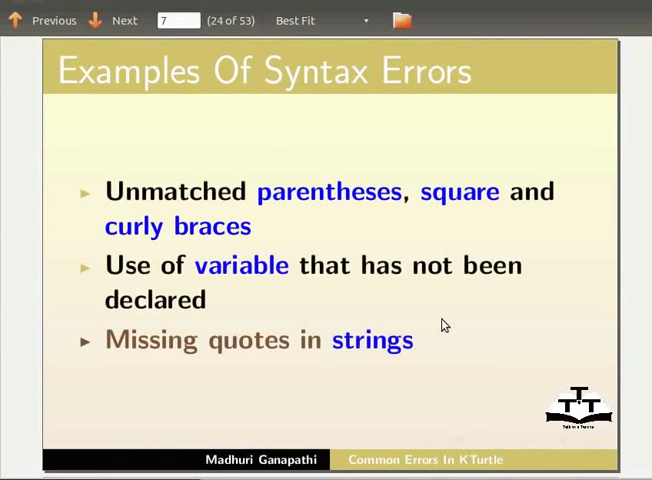 Previous Next 7 (24 of 53) Best Fit
Examples Of Syntax Errors
Unmatched parentheses, square and
curly braces
Use of variable that has not been
declared
Missing quotes in strings
Madhuri Ganapathi Common Errors In KTurtle